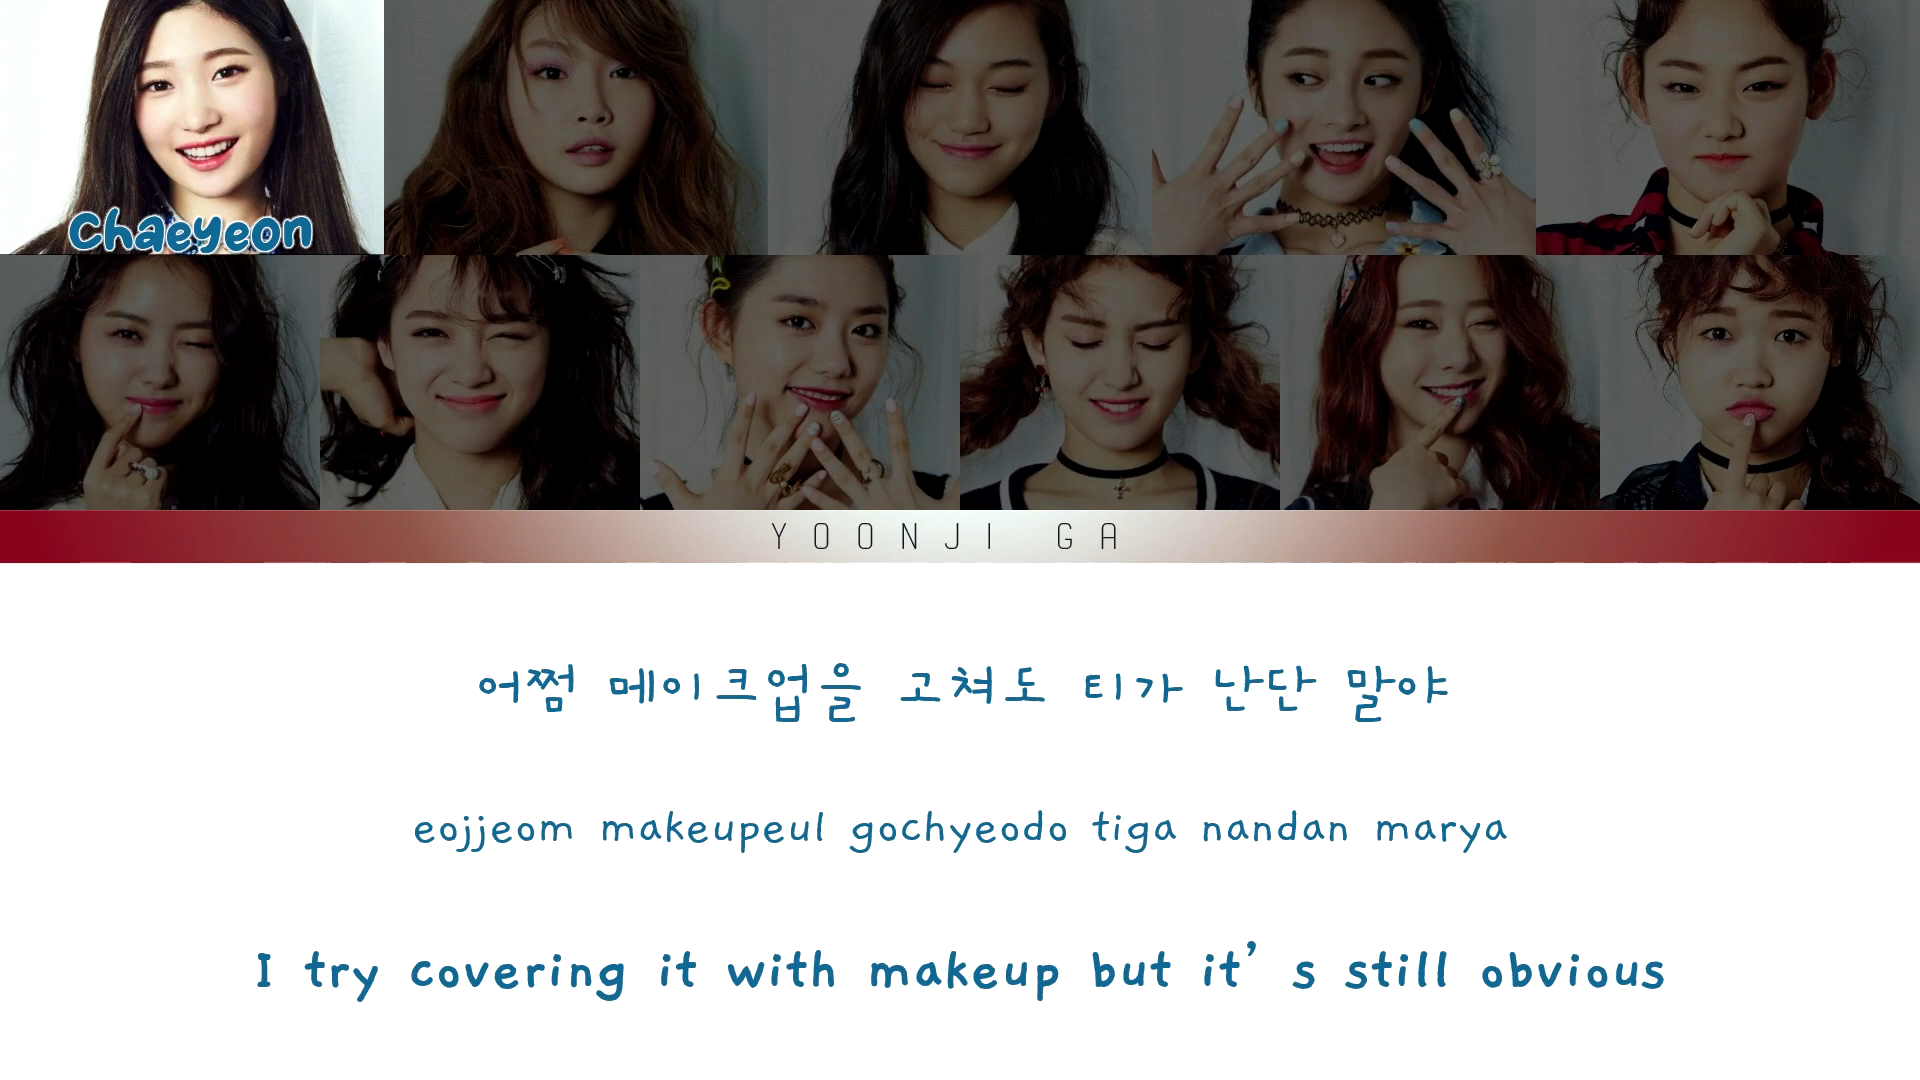 Chaeyeon
YOONJI GA
어쩜 메이크업을 고쳐도 티가 난단 말야
eojjeom makeupeul gochyeodo tiga nandan marya
I try covering it with makeup but it's still obvious